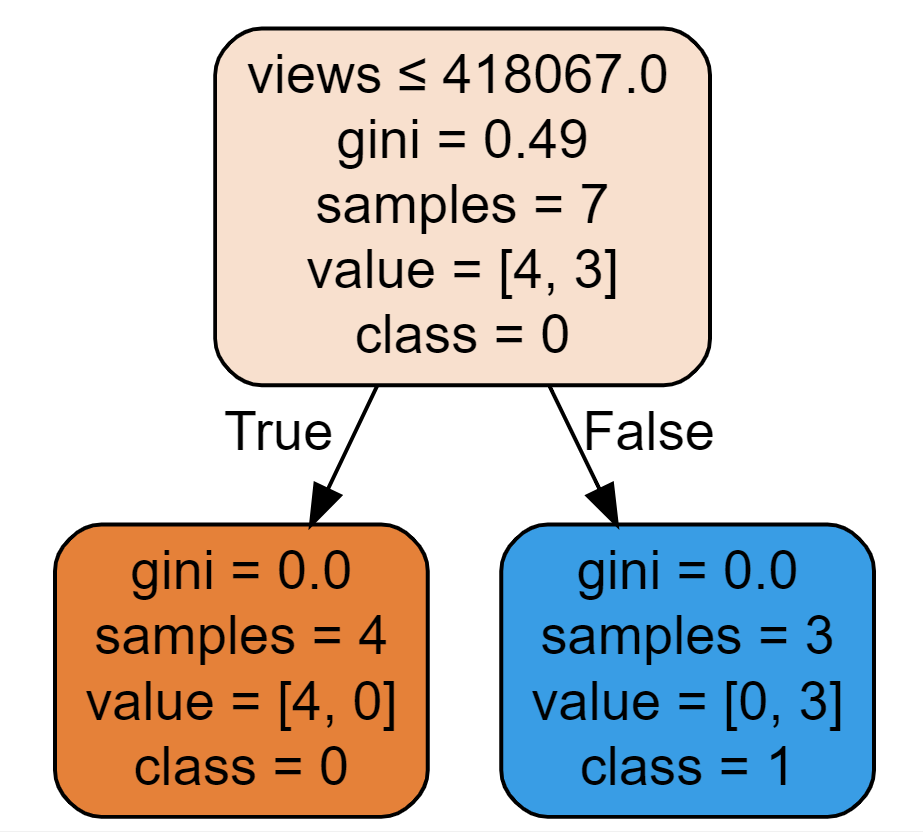 views ≤ 418067.0
gini = 0.49
samples = 7
value = [4, 3]
class = 0
True
False
gini = 0.0
samples = 4
value = [4, 0]
class = 0
gini = 0.0
samples = 3
value = [0, 3]
class = 1